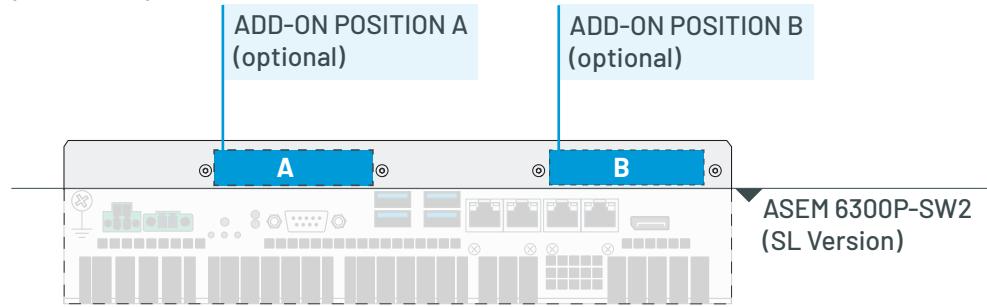 ADD-ON POSITION A
(optional)
ADD-ON POSITION B
(optional)
A
B
ASEM 6300P-SW2
(SL Version)